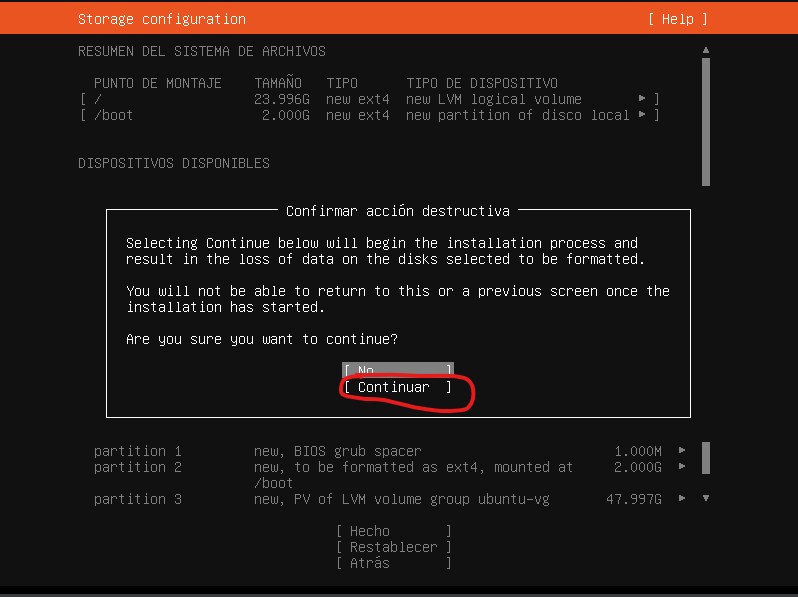 Storage configuration [ Help ]
RESUMEN DEL SISTEMA DE ARCHIVOS
PUNTO DE MONTAJE TAMAÑO TIPO TIPO DE DISPOSITIVO
[ / 23.996G new ext4 new LVM logical volume ▸ ]
[ /boot 2.000G new ext4 new partition of disco local ▸ ]
DISPOSITIVOS DISPONIBLES
Confirmar acción destructiva
Selecting Continue below will begin the installation process and
result in the loss of data on the disks selected to be formatted.
You will not be able to return to this or a previous screen once the
installation has started.
Are you sure you want to continue?
[ No ]
[ Continuar ]
partition 1 new, BIOS grub spacer 1.000M ▸
partition 2 new, to be formatted as ext4, mounted at 2.000G ▸
/boot
partition 3 new, PV of LVM volume group ubuntu-vg 47.997G ▸
[ Hecho ]
[ Restablecer ]
[ Atrás ]